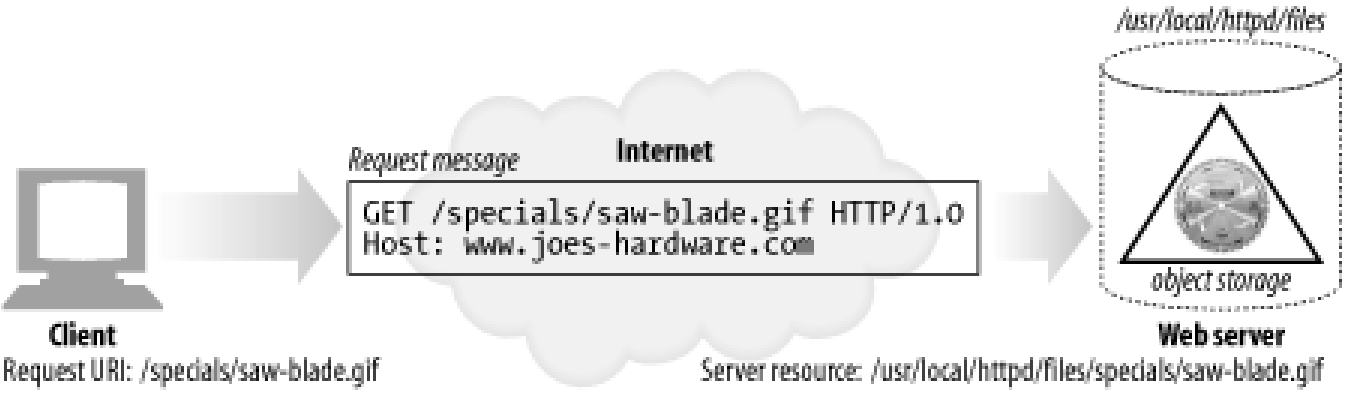 /usr/local/httpd/files
Internet
Request message
GET /specials/saw-blade.gif HTTP/1.0
Host: www.joes-hardware.com
object storage
Client
Web server
Request URI: /specials/saw-blade.gif
Server resource: /usr/local/httpd/files/specials/saw-blade.gif